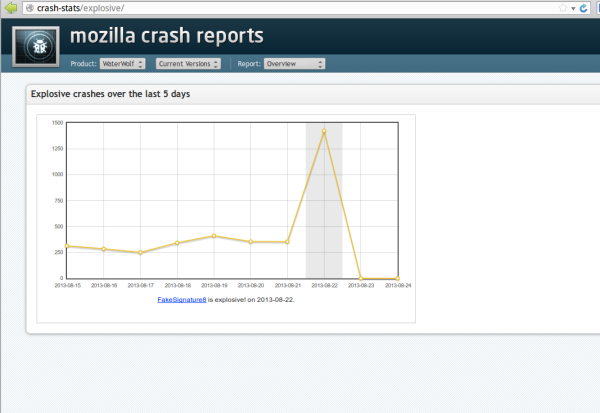 crash-stats/explosive/
mozilla crash reports
Product: WaterWolf Current Versions Report: Overview
Explosive crashes over the last 5 days
1500
1250
1000
750
500
250
0
2013-08-15 2013-08-16 2013-08-17 2013-08-18 2013-08-19 2013-08-20 2013-08-21 2013-08-22 2013-08-23 2013-08-24
FakeSignature8 is explosive! on 2013-08-22.